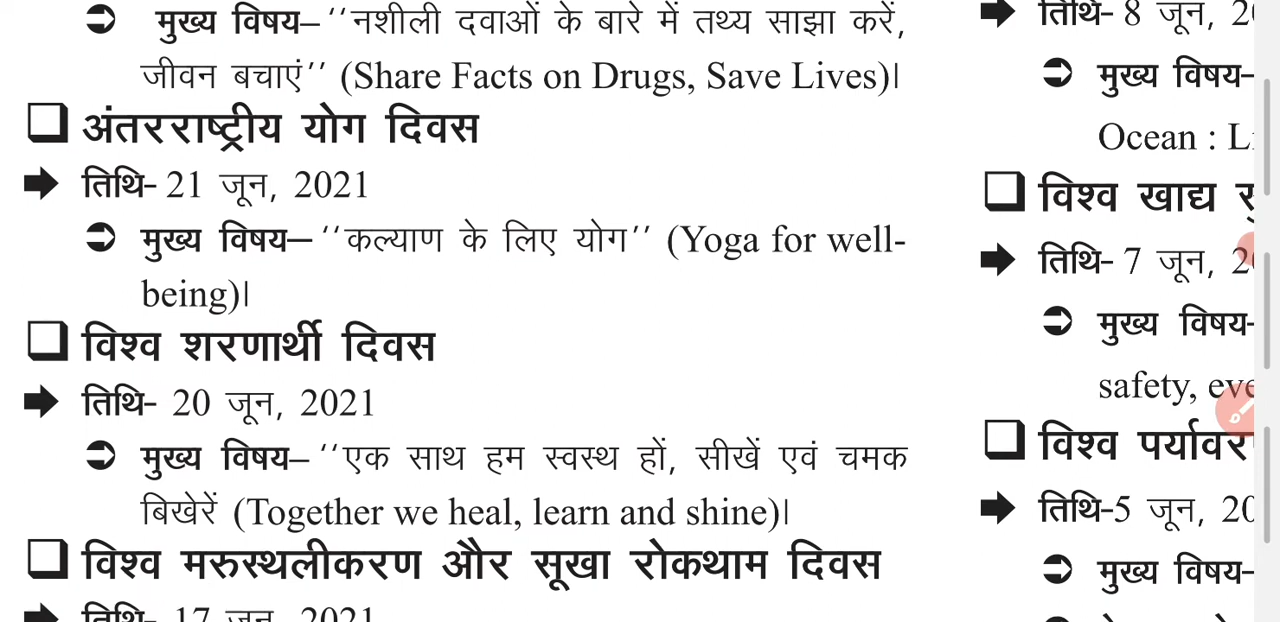 मुख्य विषय– ‘‘नशीली दवाओं के बारे में तथ्य साझा करें,
जीवन बचाएं’’ (Share Facts on Drugs, Save Lives)।
अंतरराष्ट्रीय योग दिवस
तिथि- 21 जून, 2021
मुख्य विषय– ‘‘कल्याण के लिए योग’’ (Yoga for well-
being)।
विश्व शरणार्थी दिवस
तिथि- 20 जून, 2021
मुख्य विषय– ‘‘एक साथ हम स्वस्थ हों, सीखें एवं चमक
बिखेरें (Together we heal, learn and shine)।
विश्व मरुस्थलीकरण और सूखा रोकथाम दिवस
तिथि- 17 जून, 2021
तिथि- 8 जून,
मुख्य विषय–
Ocean :
विश्व खाद्य
तिथि- 7 जून,
मुख्य विषय-
safety,
विश्व
तिथि-5 जून,
मुख्य विषय-